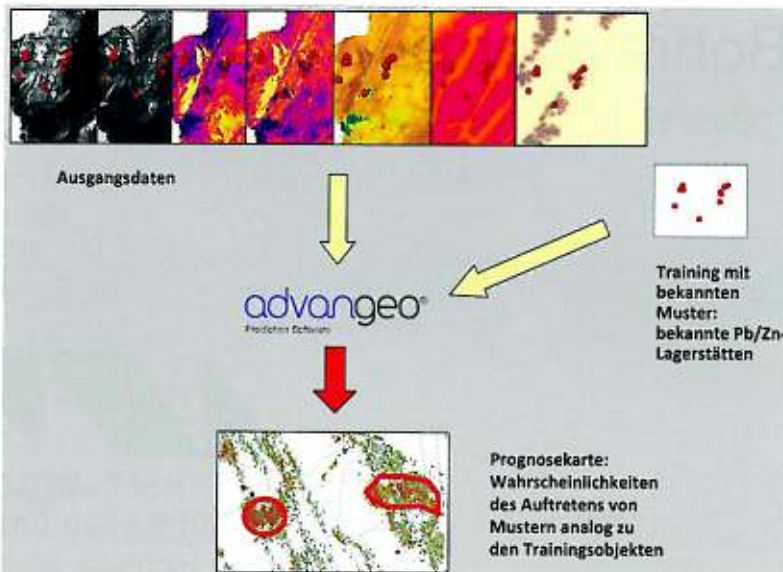 Ausgangsdaten
Training mit
bekannten
Muster:
bekannte Pb/Zn-
Lagerstätten
advangeo®
Prediction Software
Prognosekarte:
Wahrscheinlichkeiten
des Auftretens von
Mustern analog zu
den Trainingsobjekten